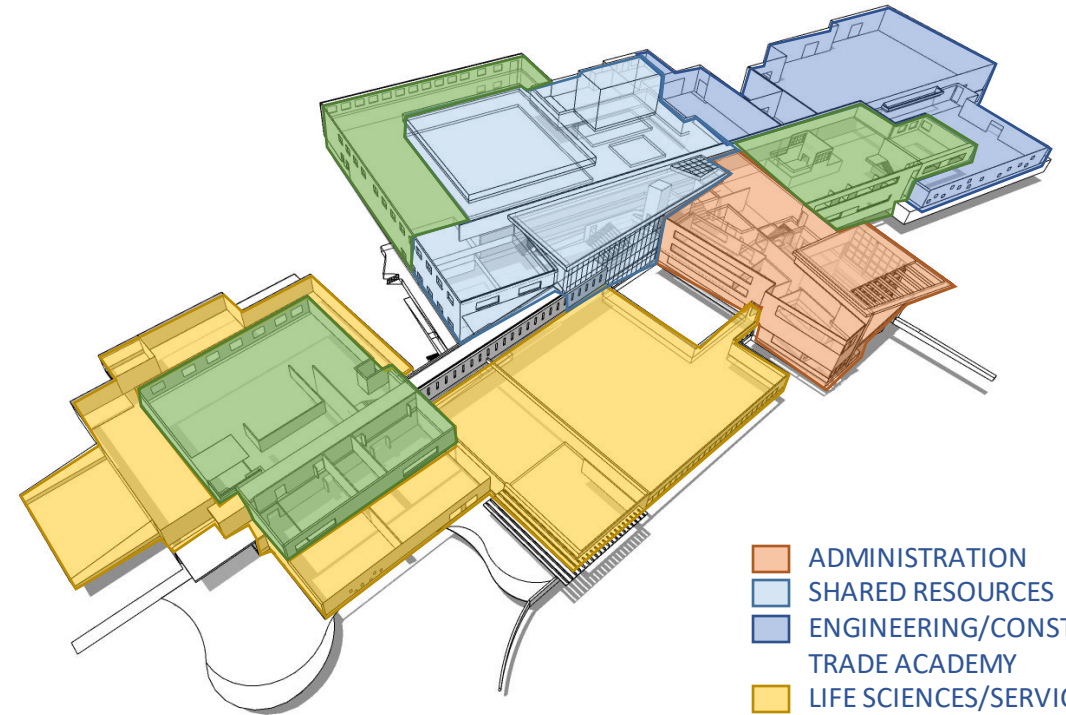 ADMINISTRATION
SHARED RESOURCES
ENGINEERING/CONST
TRADE ACADEMY
LIFE SCIENCES/SERVIC